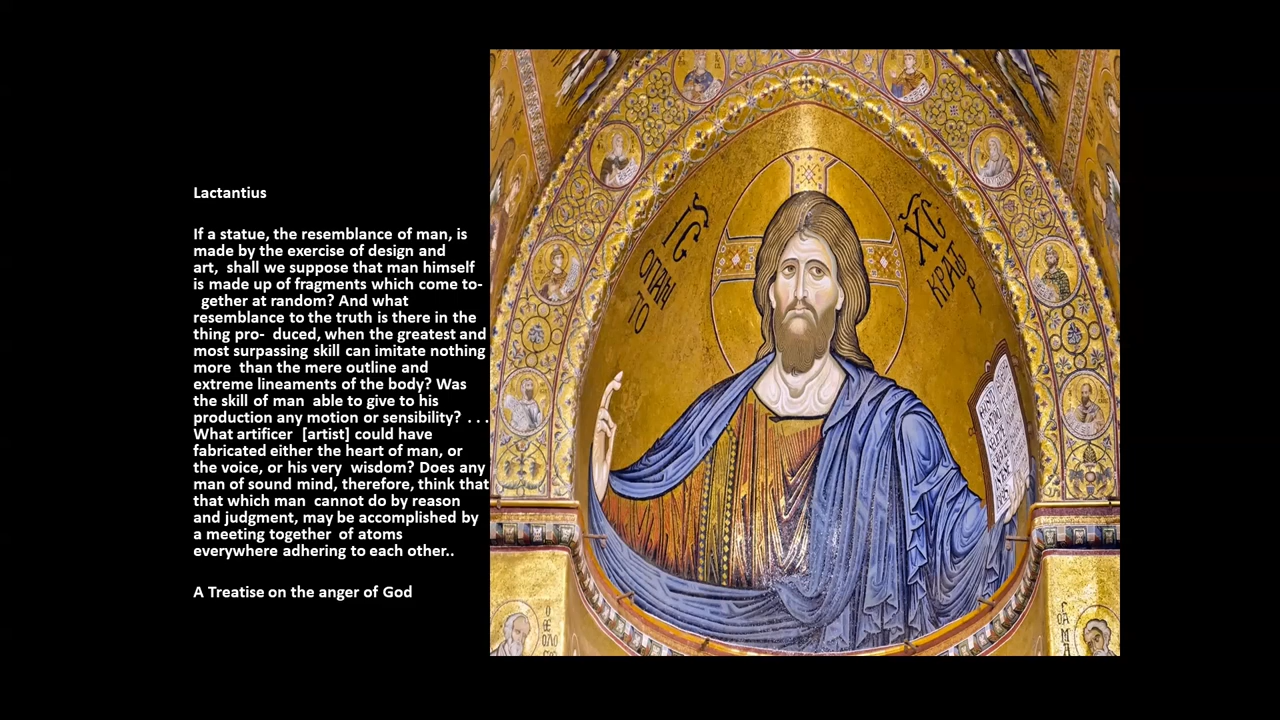 Lactantius
If a statue, the resemblance of man, is
made by the exercise of design and
art,  shall we suppose that man himself
is made up of fragments which come to-
gether at random? And what
resemblance to the truth is there in the
thing pro-  duced, when the greatest and
most surpassing skill can imitate nothing
more  than the mere outline and
extreme lineaments of the body? Was
the skill of man  able to give to his
production any motion or sensibility? . . .
What artificer  [artist] could have
fabricated either the heart of man, or
the voice, or his very  wisdom? Does any
man of sound mind, therefore, think that
that which man  cannot do by reason
and judgment, may be accomplished by
a meeting together  of atoms
everywhere adhering to each other..
A Treatise on the anger of God